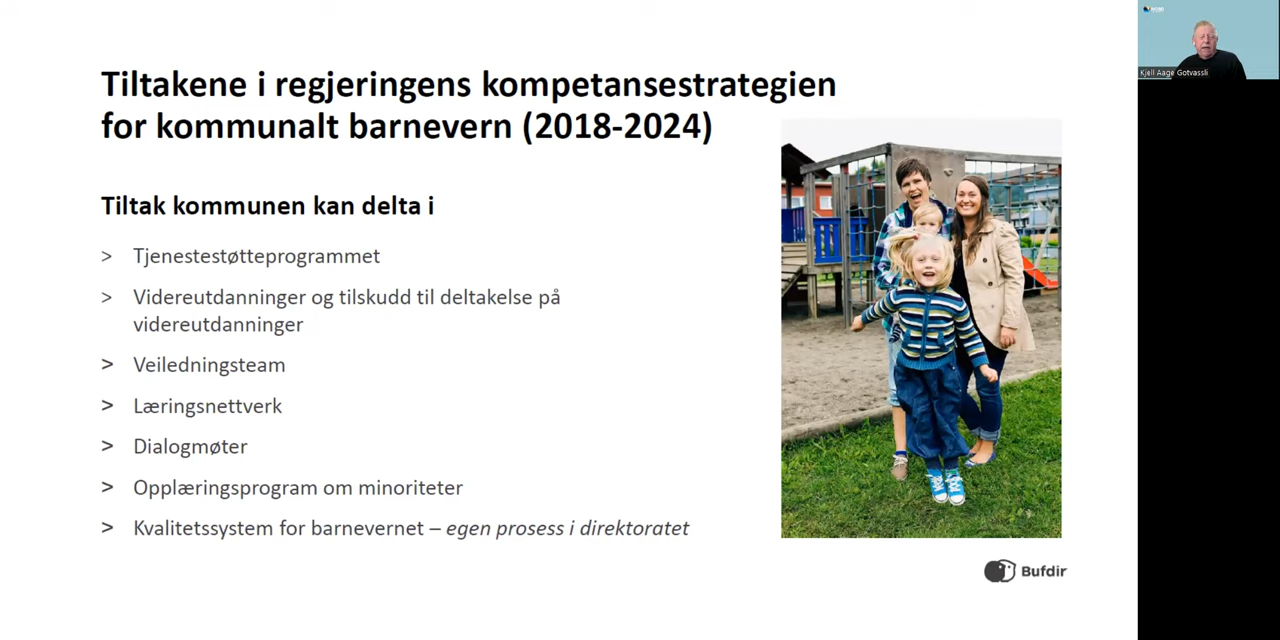 Tiltakene i regjeringens kompetansestrategien
for kommunalt barnevern (2018-2024)
Tiltak kommunen kan delta i
> Tjenestestøtteprogrammet
> Videreutdanninger og tilskudd til deltakelse på
videreutdanninger
> Veiledningsteam
> Læringsnettverk
> Dialogmøter
> Opplæringsprogram om minoriteter
> Kvalitetssystem for barnevernet – egen prosess i direktoratet
Bufdir
Kjell Aage Gotvassli